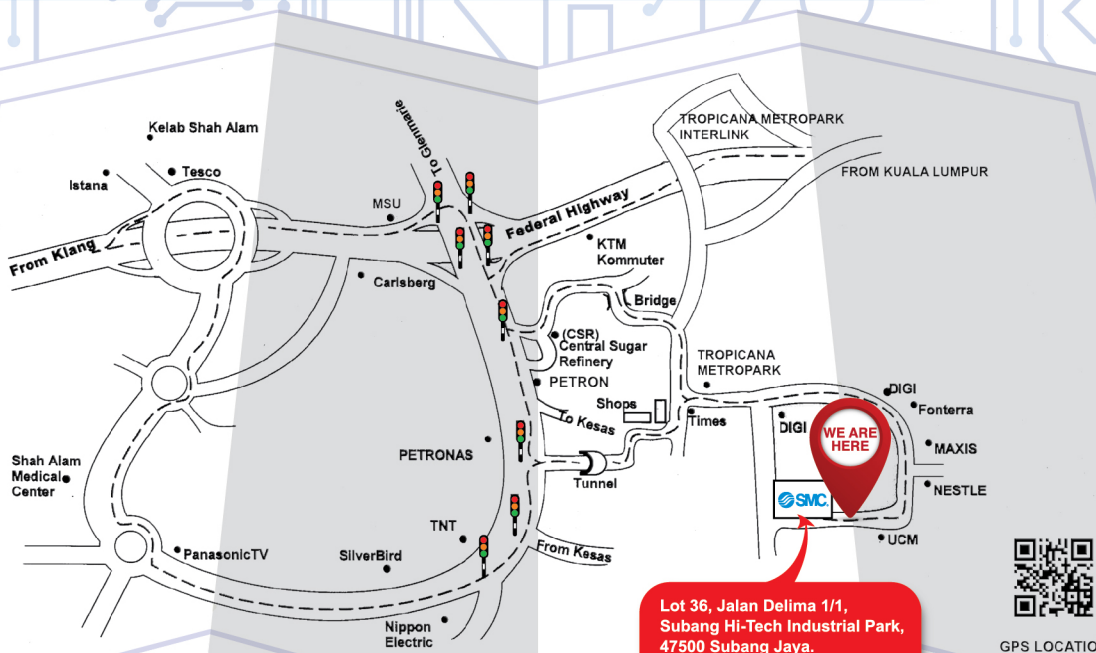 Kelab Shah Alam
Tesco
Istana
To Glenmarie
MSU
TROPICANA METROPARK
INTERLINK
FROM KUALA LUMPUR
From Klang
Federal Highway
KTM
Kommuter
Carlsberg
Bridge
(CSR)
Central Sugar
Refinery
PETRON
TROPICANA
METROPARK
Shops
To Kesas
Times
DIGI
DIGI
Fonterra
WE ARE
HERE
MAXIS
NESTLE
PETRONAS
Tunnel
Shah Alam
Medical
Center
SMC
UCM
TNT
PanasonicTV
SilverBird
From Kesas
Nippon
Electric
Lot 36, Jalan Delima 1/1,
Subang Hi-Tech Industrial Park,
47500 Subang Jaya.
GPS LOCATIO